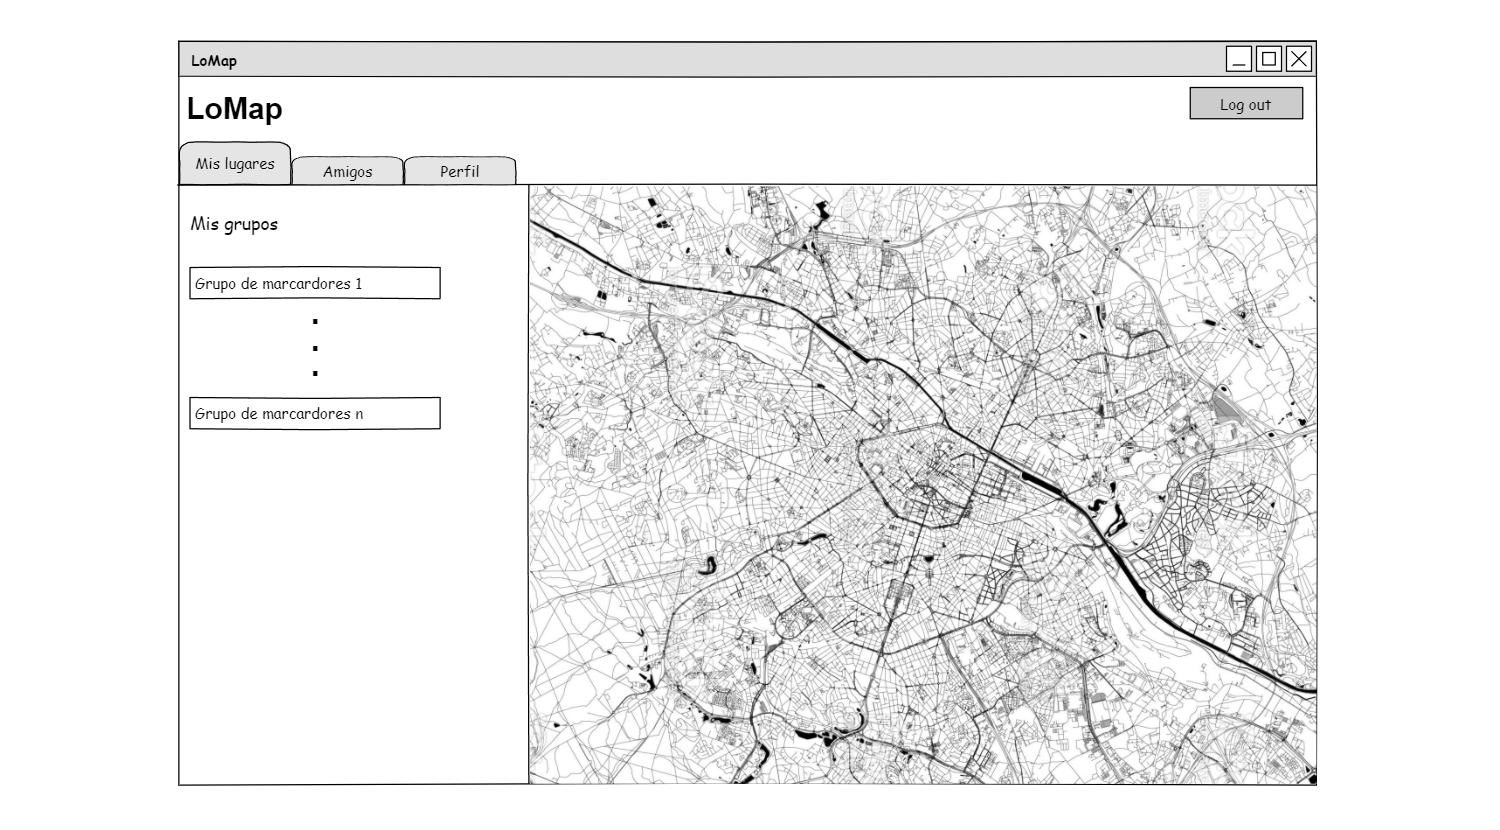 LoMap
LoMap
Log out
Mis lugares
Amigos
Perfil
Mis grupos
Grupo de marcardores 1
Grupo de marcardores n